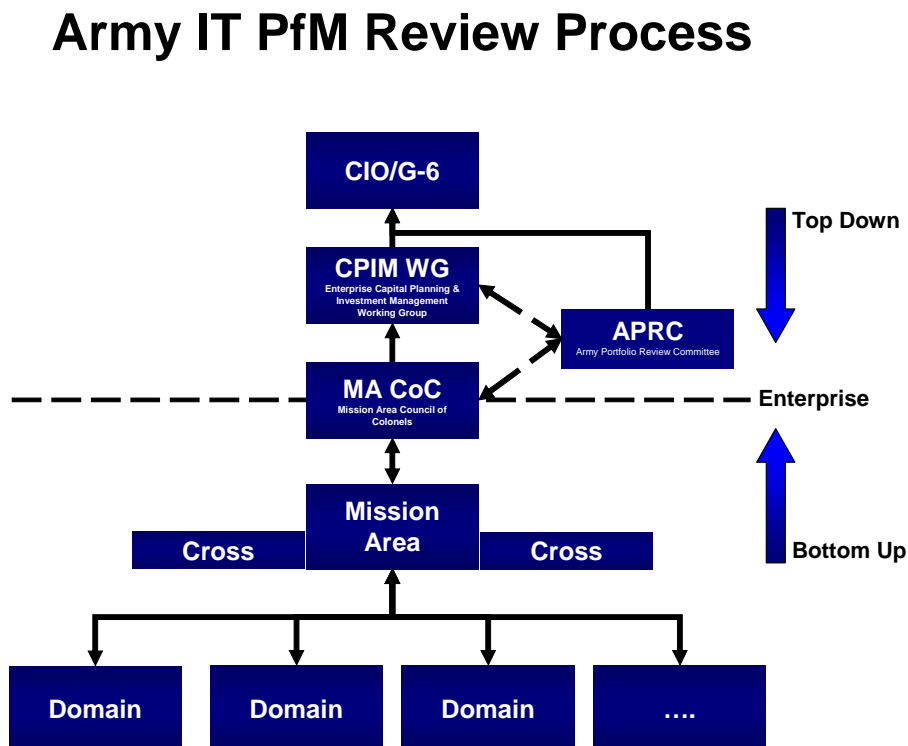 Army IT PfM Review Process
CIO/G-6
Top Down
CPIM WG
Enterprise Capital Planning &
Investment Management
Working Group
APRC
Army Portfolio Review Committee
MA CoC
Mission Area Council of
Colonels
Enterprise
Mission
Area
Cross
Cross
Bottom Up
Domain
Domain
Domain
….